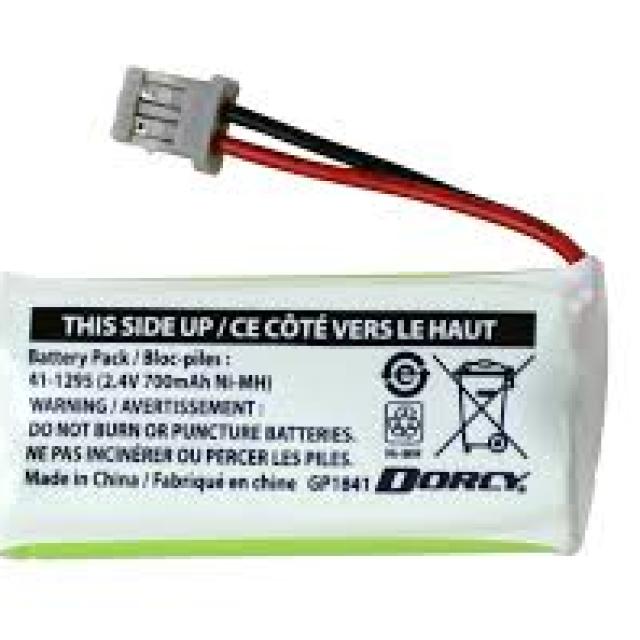 THIS SIDE UP / CE CÔTÉ VERS LE HAUT
Battery Pack / Bloc-piles :
41-1295 (2.4V 700mAh Ni-MH)
WARNING / AVERTISSEMENT :
DO NOT BURN OR PUNCTURE BATTERIES.
NE PAS INCINÉRER OU PERCER LES PILES.
Made in China / Fabriqué en chine GP1841 DORCY